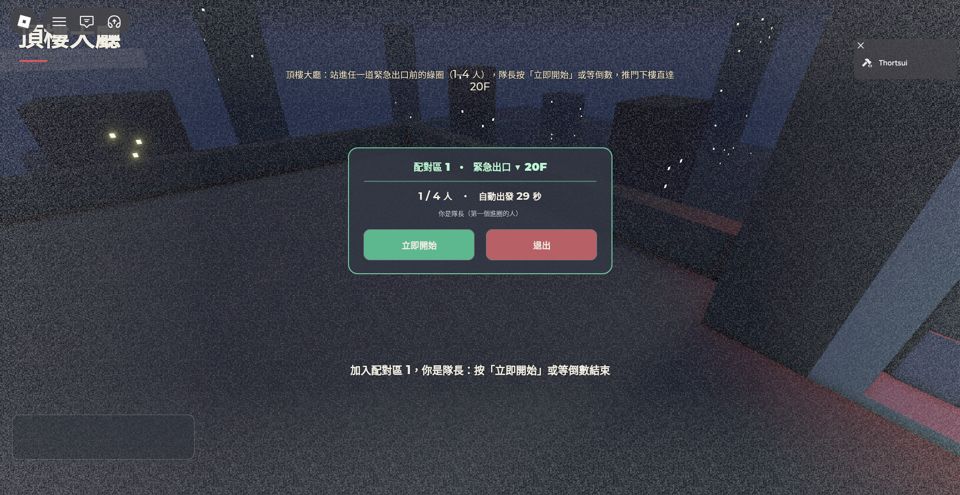 頂樓大廳
頂樓大廳：站進任一道緊急出口前的綠圈（1-4 人），隊長按「立即開始」或等倒數，推門下樓直達
20F
Thortsui
配對區 1 • 緊急出口 ▼ 20F
1 / 4 人 • 自動出發 29 秒
你是隊長（第一個進圈的人）
立即開始
退出
加入配對區 1，你是隊長：按「立即開始」或等倒數結束